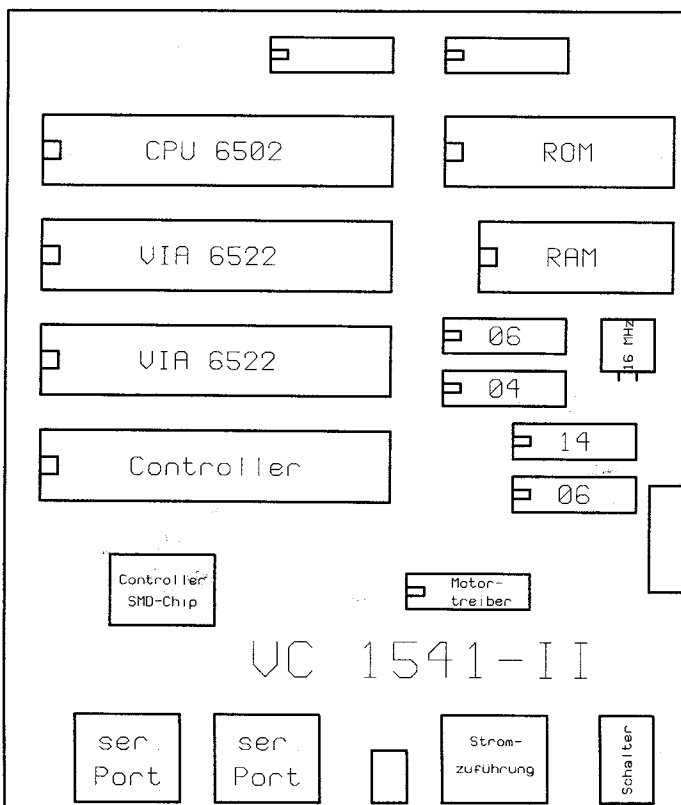 CPU 6502
ROM
VIA 6522
RAM
VIA 6522
06
16 MHz
04
Controller
14
06
Controller
SMD-Chip
Motor-
treiber
VC 1541-II
ser.
Port
ser.
Port
Strom-
zuführung
Schalter